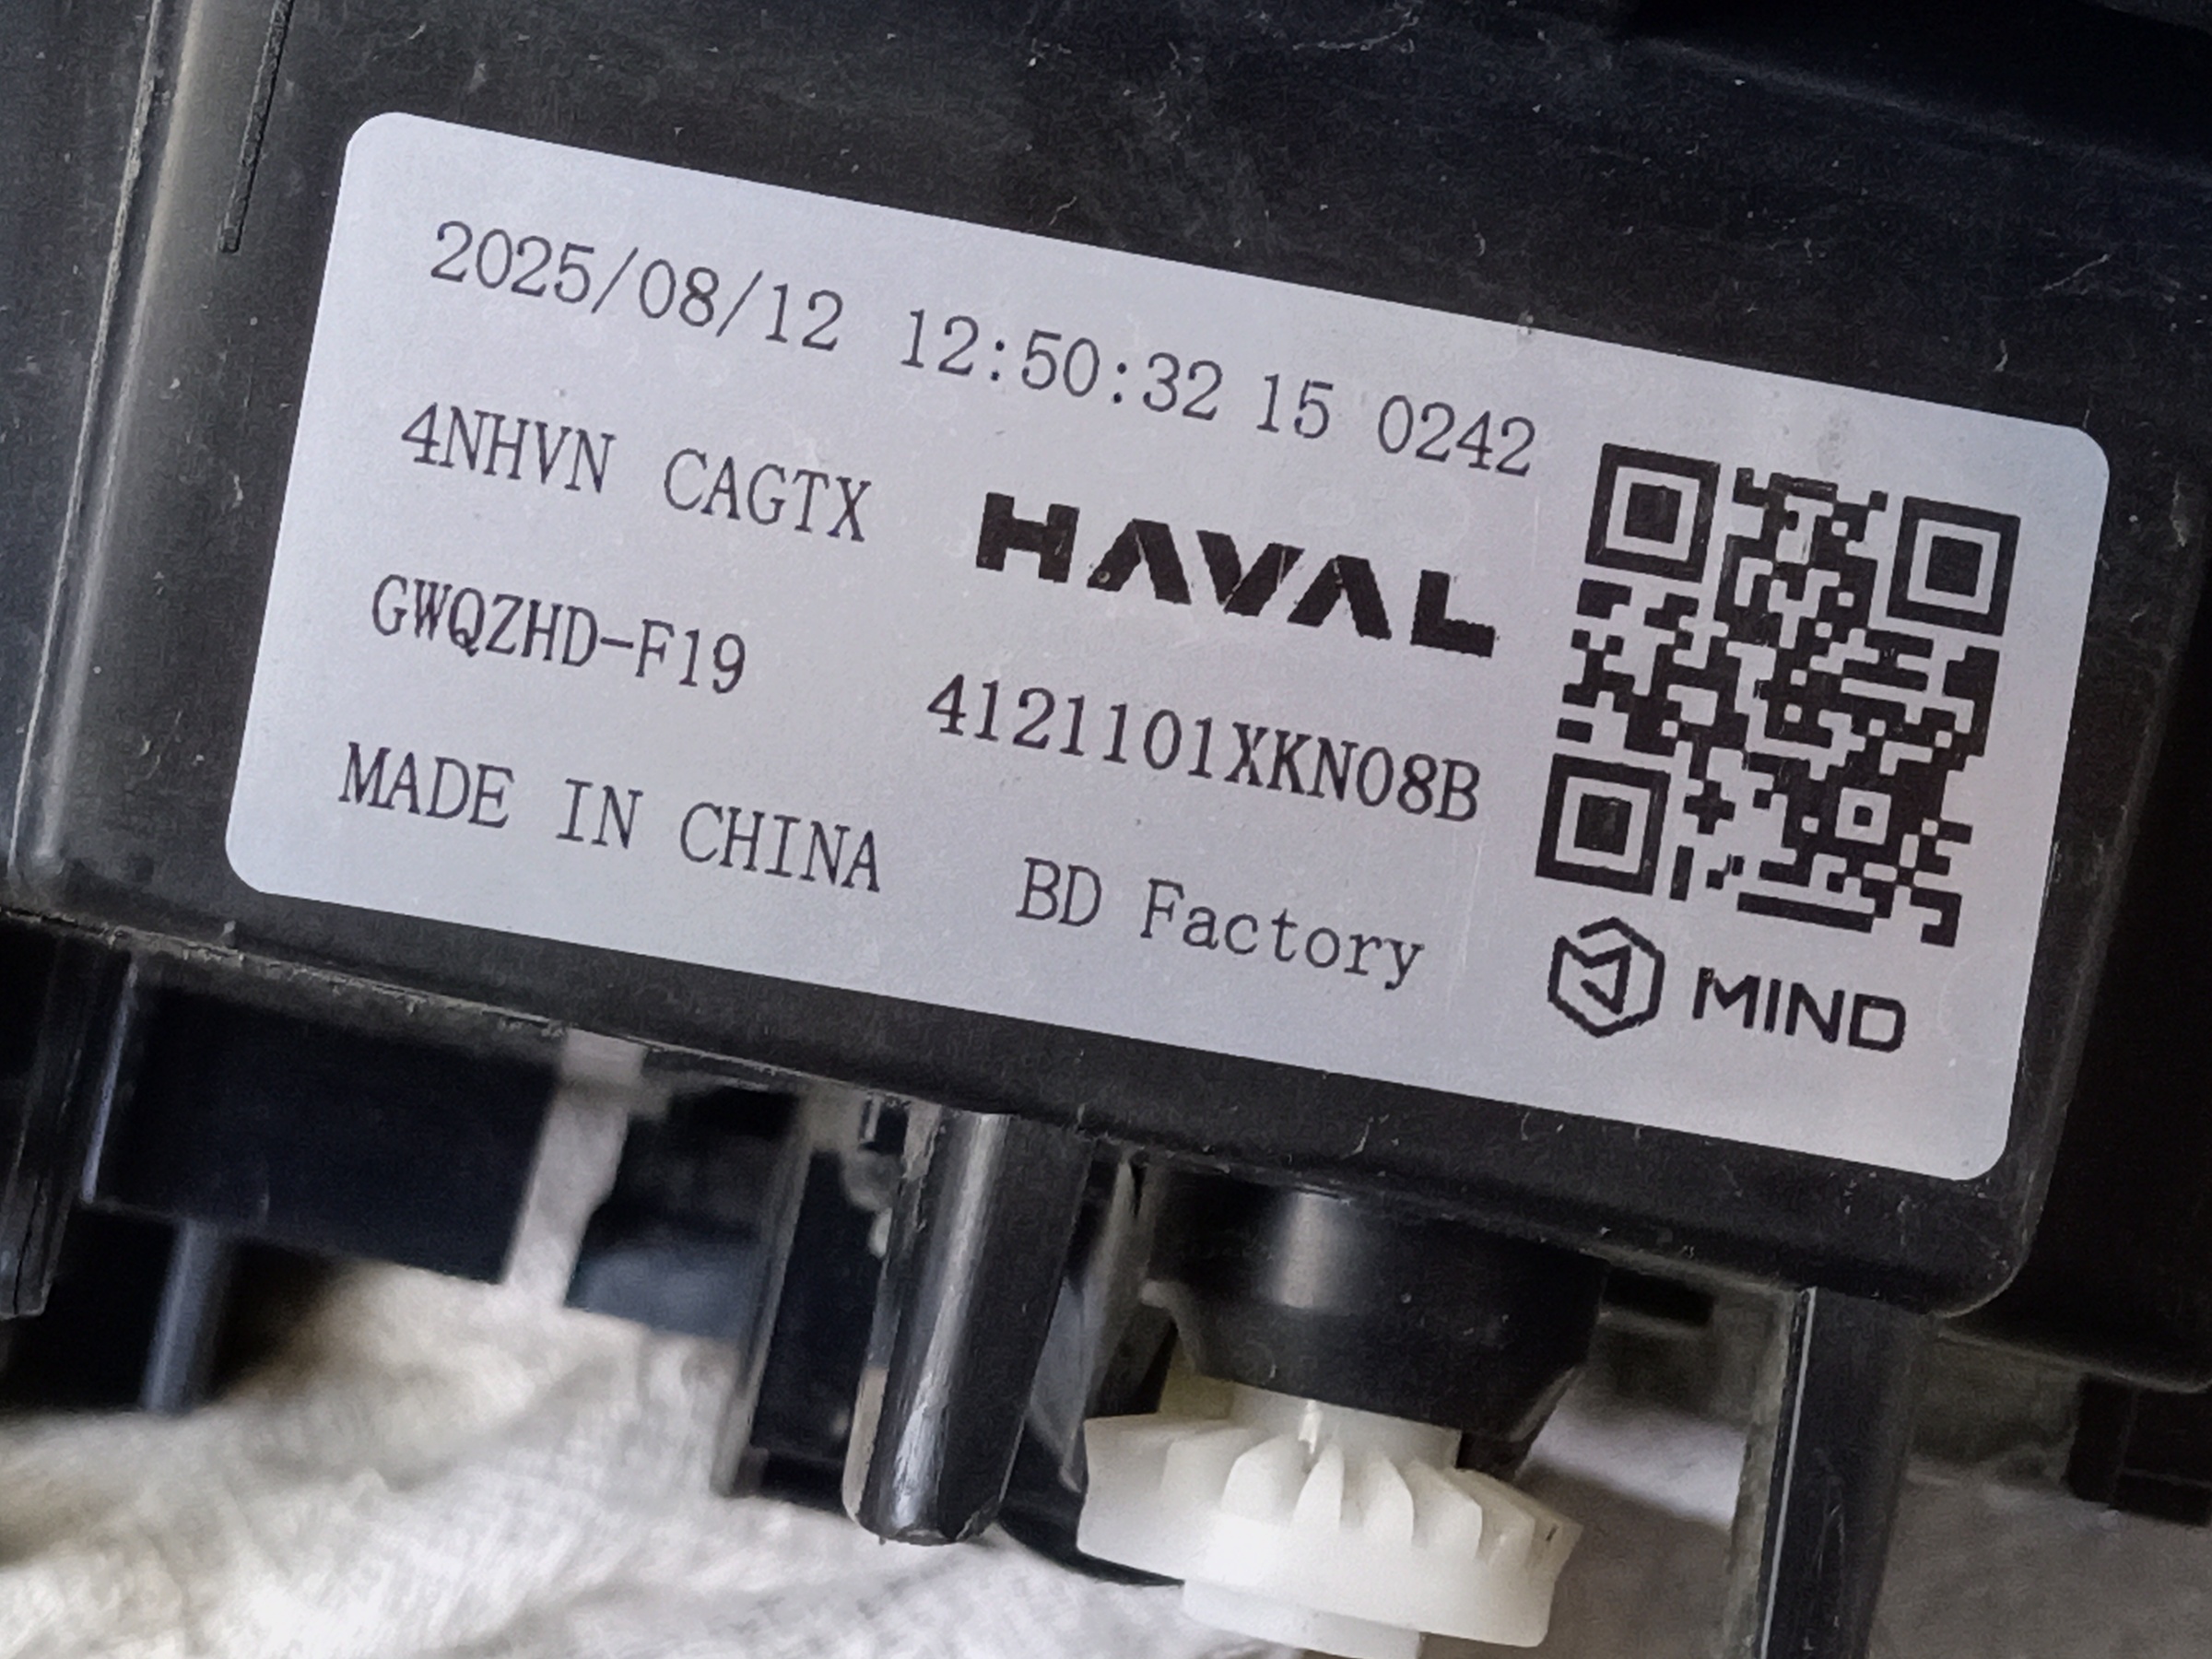 2025/08/12 12:50:32 15 0242
4NHVN CAGTX HAVAL
GWQZHD-F19 4121101XKN08B
MADE IN CHINA BD Factory
MIND